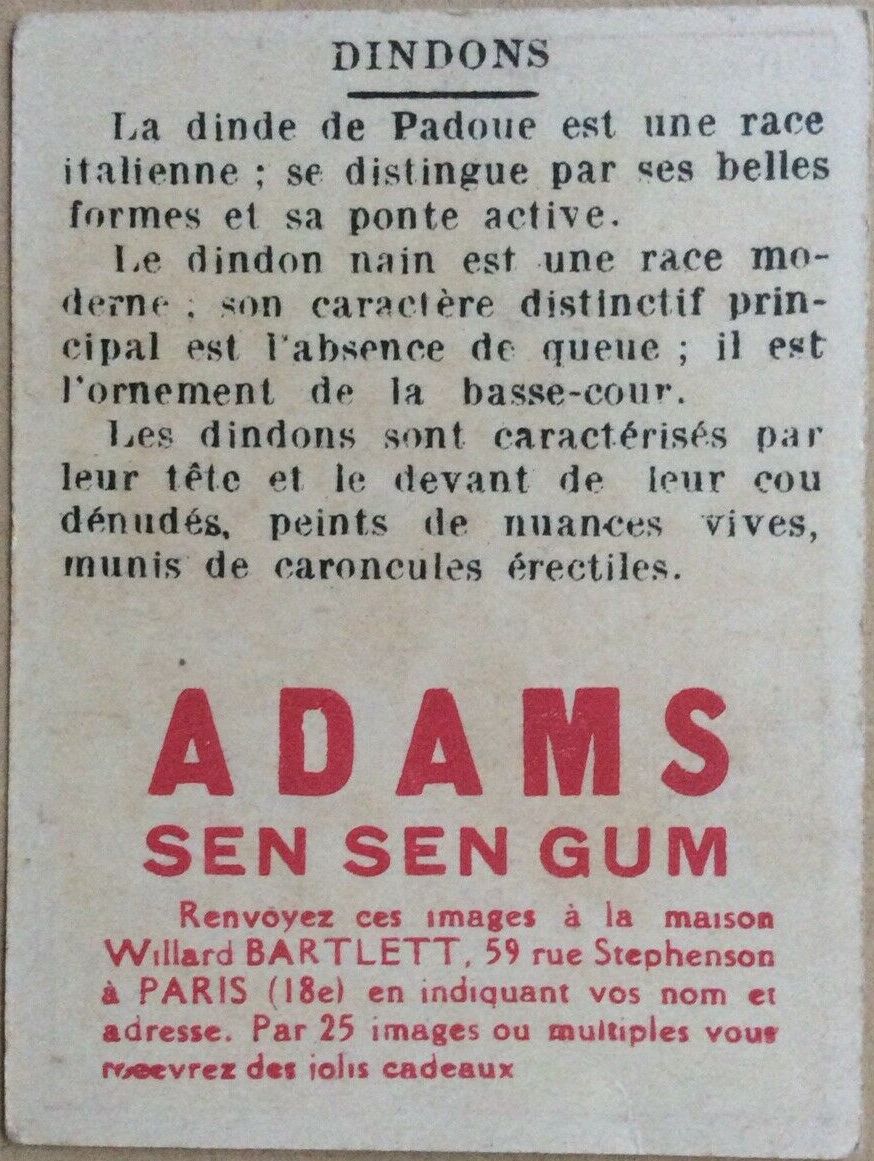 DINDONS
La dinde de Padoue est une race
italienne ; se distingue par ses belles
formes et sa ponte active.
Le dindon nain est une race mo-
derne ; son caractère distinctif prin-
cipal est l'absence de queue ; il est
l'ornement de la basse-cour.
Les dindons sont caractérisés par
leur tête et le devant de leur cou
dénudés, peints de nuances vives,
munis de caroncules érectiles.
ADAMS
SEN SEN GUM
Renvoyez ces images à la maison
Willard BARTLETT, 59 rue Stephenson
à PARIS (18e) en indiquant vos nom et
adresse. Par 25 images ou multiples vous
recevrez des jolis cadeaux